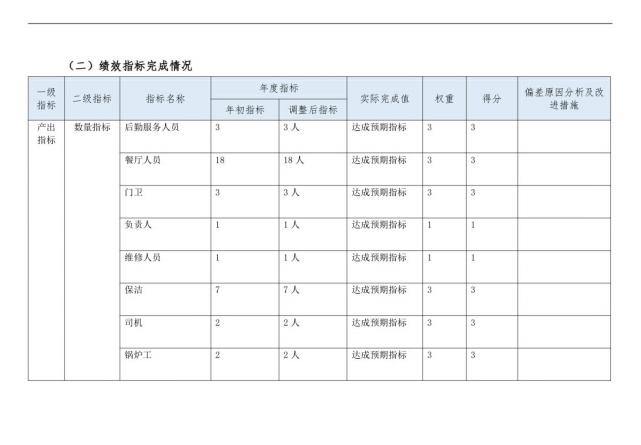 （二）绩效指标完成情况
一级指标 二级指标 指标名称 年度指标 实际完成值 权重 得分 偏差原因分析及改进措施
年初指标 调整后指标
产出指标 数量指标 后勤服务人员 3 3 人 达成预期指标 3 3
餐厅人员 18 18 人 达成预期指标 3 3
门卫 3 3 人 达成预期指标 3 3
负责人 1 1 人 达成预期指标 1 1
维修人员 1 1 人 达成预期指标 1 1
保洁 7 7 人 达成预期指标 3 3
司机 2 2 人 达成预期指标 3 3
锅炉工 2 2 人 达成预期指标 3 3